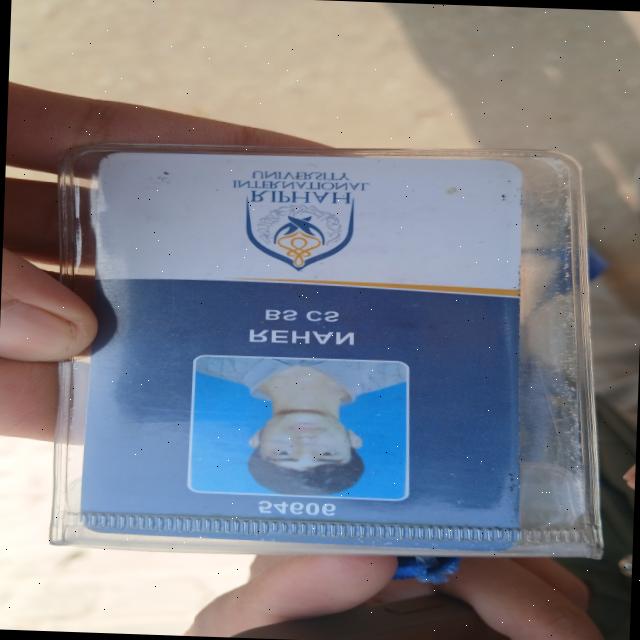 54606
REHAN
BS CS
RIPHAH
INTERNATIONAL
UNIVERSITY